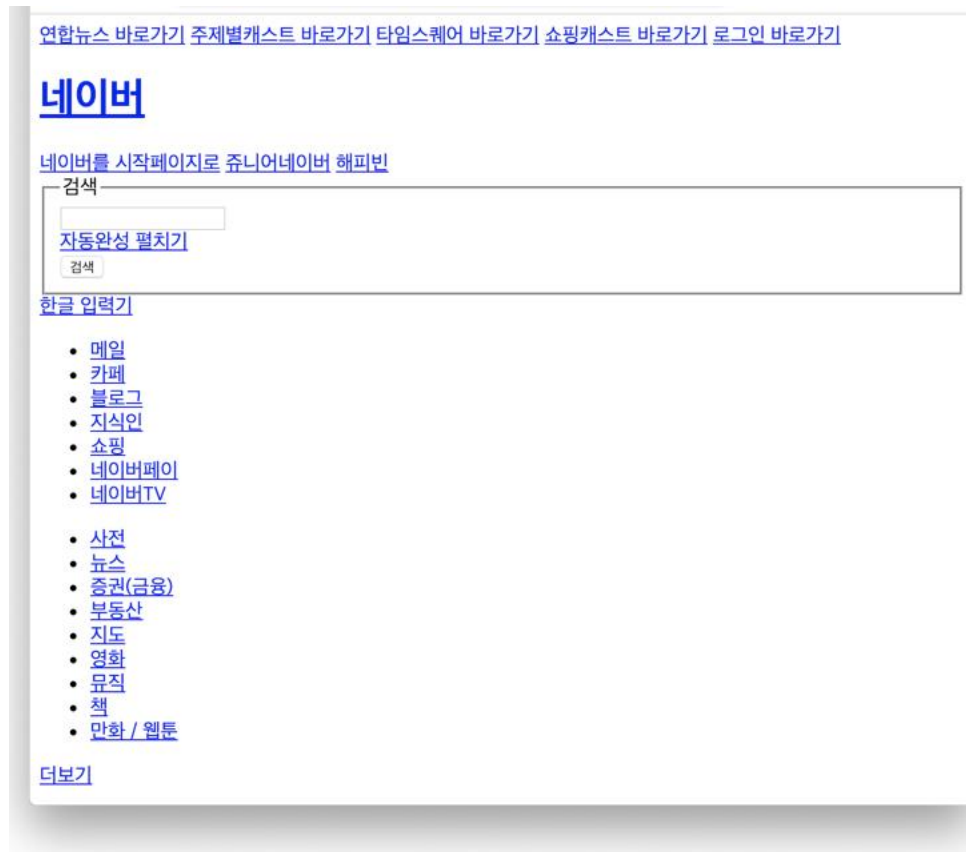 연합뉴스 바로가기 주제별캐스트 바로가기 타임스퀘어 바로가기 쇼핑캐스트 바로가기 로그인 바로가기
네이버
네이버를 시작페이지로 쥬니어네이버 해피빈
검색
자동완성 펼치기
검색
한글 입력기
메일
카페
블로그
지식인
쇼핑
네이버페이
네이버TV
사전
뉴스
증권(금융)
부동산
지도
영화
뮤직
책
만화 / 웹툰
더보기